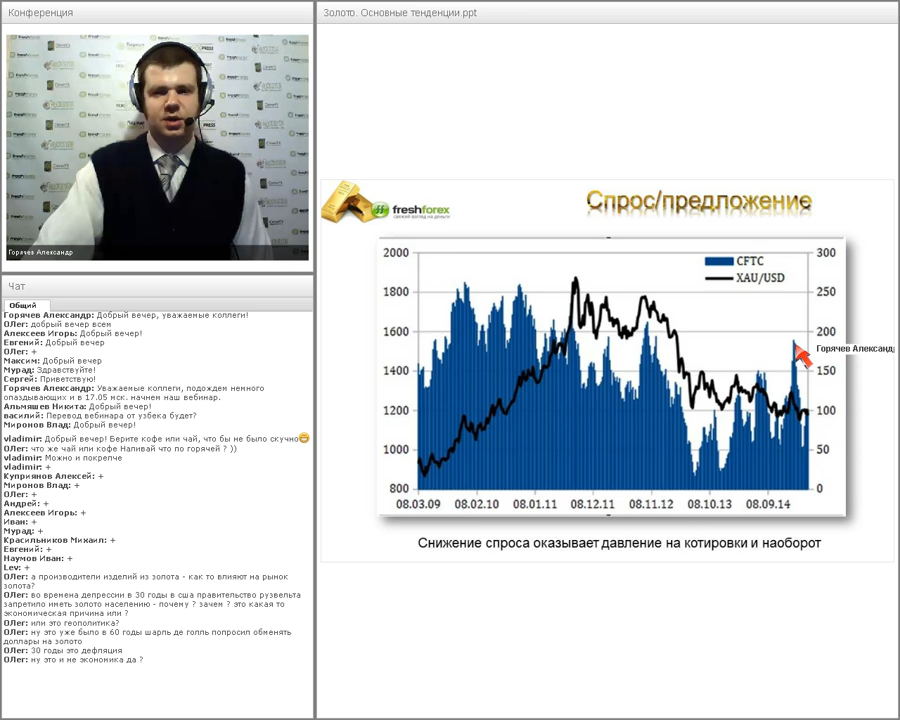 Конференция
Горячев Александр
Чат
Общий
Горячев Александр: Добрый вечер, уважаемые коллеги!
ОЛег: добрый вечер всем
Алексеев Игорь: Добрый вечер!
Евгений: Добрый вечер
ОЛег: +
Максим: Добрый вечер
Мурад: Здравствуйте!
Сергей: Приветствую!
Горячев Александр: Уважаемые коллеги, подождем немного
опаздывающих и в 17.05 мск. начнем наш вебинар.
Альмяшев Никита: Добрый вечер!
василий: Перевод вебинара от узбека будет?
Миронов Влад: Добрый вечер!
vladimir: Добрый вечер! Берите кофе или чай, что бы не было скучно
ОЛег: что же чай или кофе Наливай что по горячей ? ))
vladimir: Можно и покрепче
vladimir: +
Куприянов Алексей: +
Миронов Влад: +
ОЛег: +
Андрей: +
Алексеев Игорь: +
Иван: +
Мурад: +
Красильников Михаил: +
Евгений: +
Наумов Иван: +
Lev: +
ОЛег: а производители изделий из золота - как то влияют на рынок
золота?
ОЛег: во времена депрессии в 30 годы в сша правительство рузвельта
запретило иметь золото населению - почему ? зачем ? это какая то
экономическая причина или ?
ОЛег: или это геополитика?
ОЛег: ну это уже было в 60 годы шарль де голль попросил обменять
доллары на золото
ОЛег: 30 годы это дефляция
ОЛег: ну это и не экноника да ?
Золото. Основные тенденции.ppt
freshforex
свежий взгляд на деньги
Спрос/предложение
CFTC
XAU/USD
2000
1800
1600
1400
1200
1000
800
300
250
200
150
100
50
0
Горячев Александ
08.03.09 08.02.10 08.01.11 08.12.11 08.11.12 08.10.13 08.09.14
Снижение спроса оказывает давление на котировки и наоборот